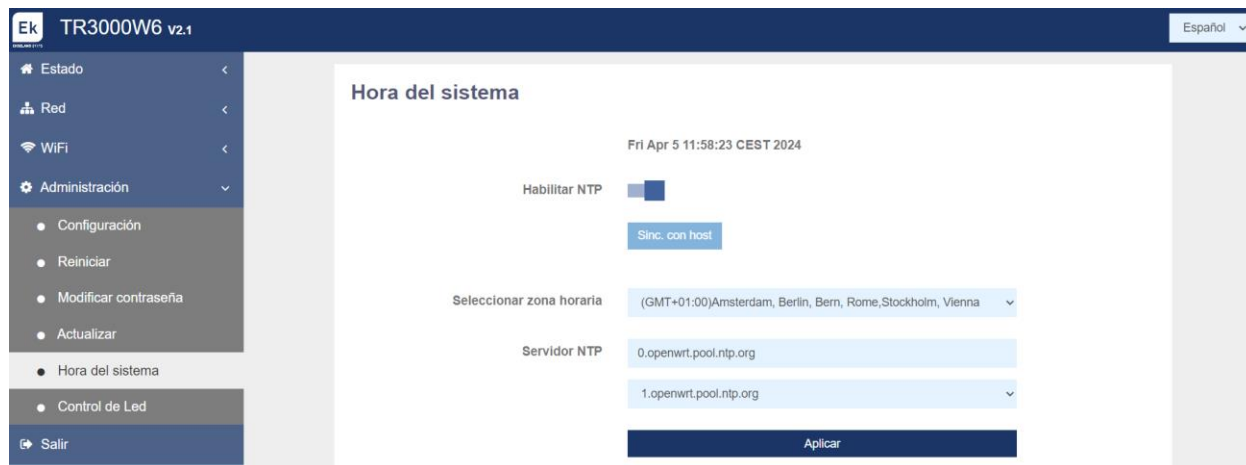 Ek TR3000W6 V2.1
Español
Estado
Red
WiFi
Administración
Configuración
Reiniciar
Modificar contraseña
Actualizar
Hora del sistema
Control de Led
Salir
Hora del sistema
Fri Apr 5 11:58:23 CEST 2024
Habilitar NTP
Sinc. con host
Seleccionar zona horaria
(GMT+01:00)Amsterdam, Berlin, Bern, Rome,Stockholm, Vienna
Servidor NTP
0.openwrt.pool.ntp.org
1.openwrt.pool.ntp.org
Aplicar